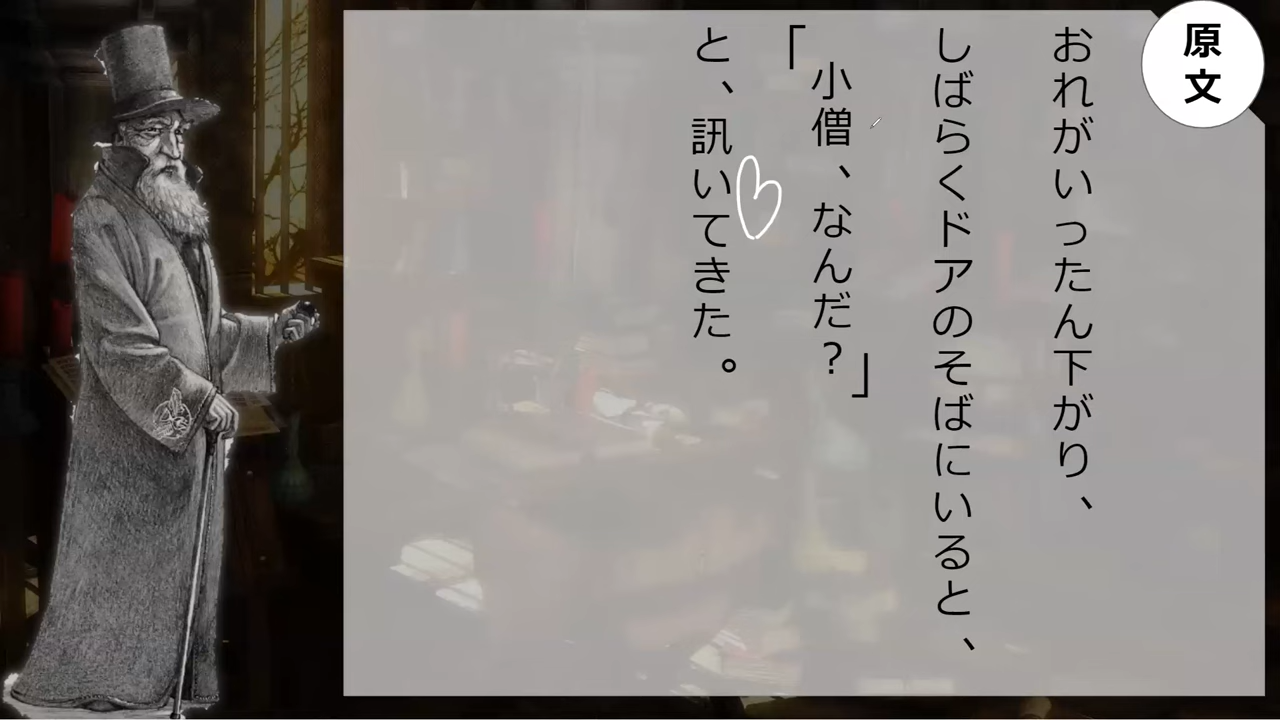 原文
おれがいったん下がり、
しばらくドアのそばにいると、
「小僧、なんだ？」
と、訊いてきた。